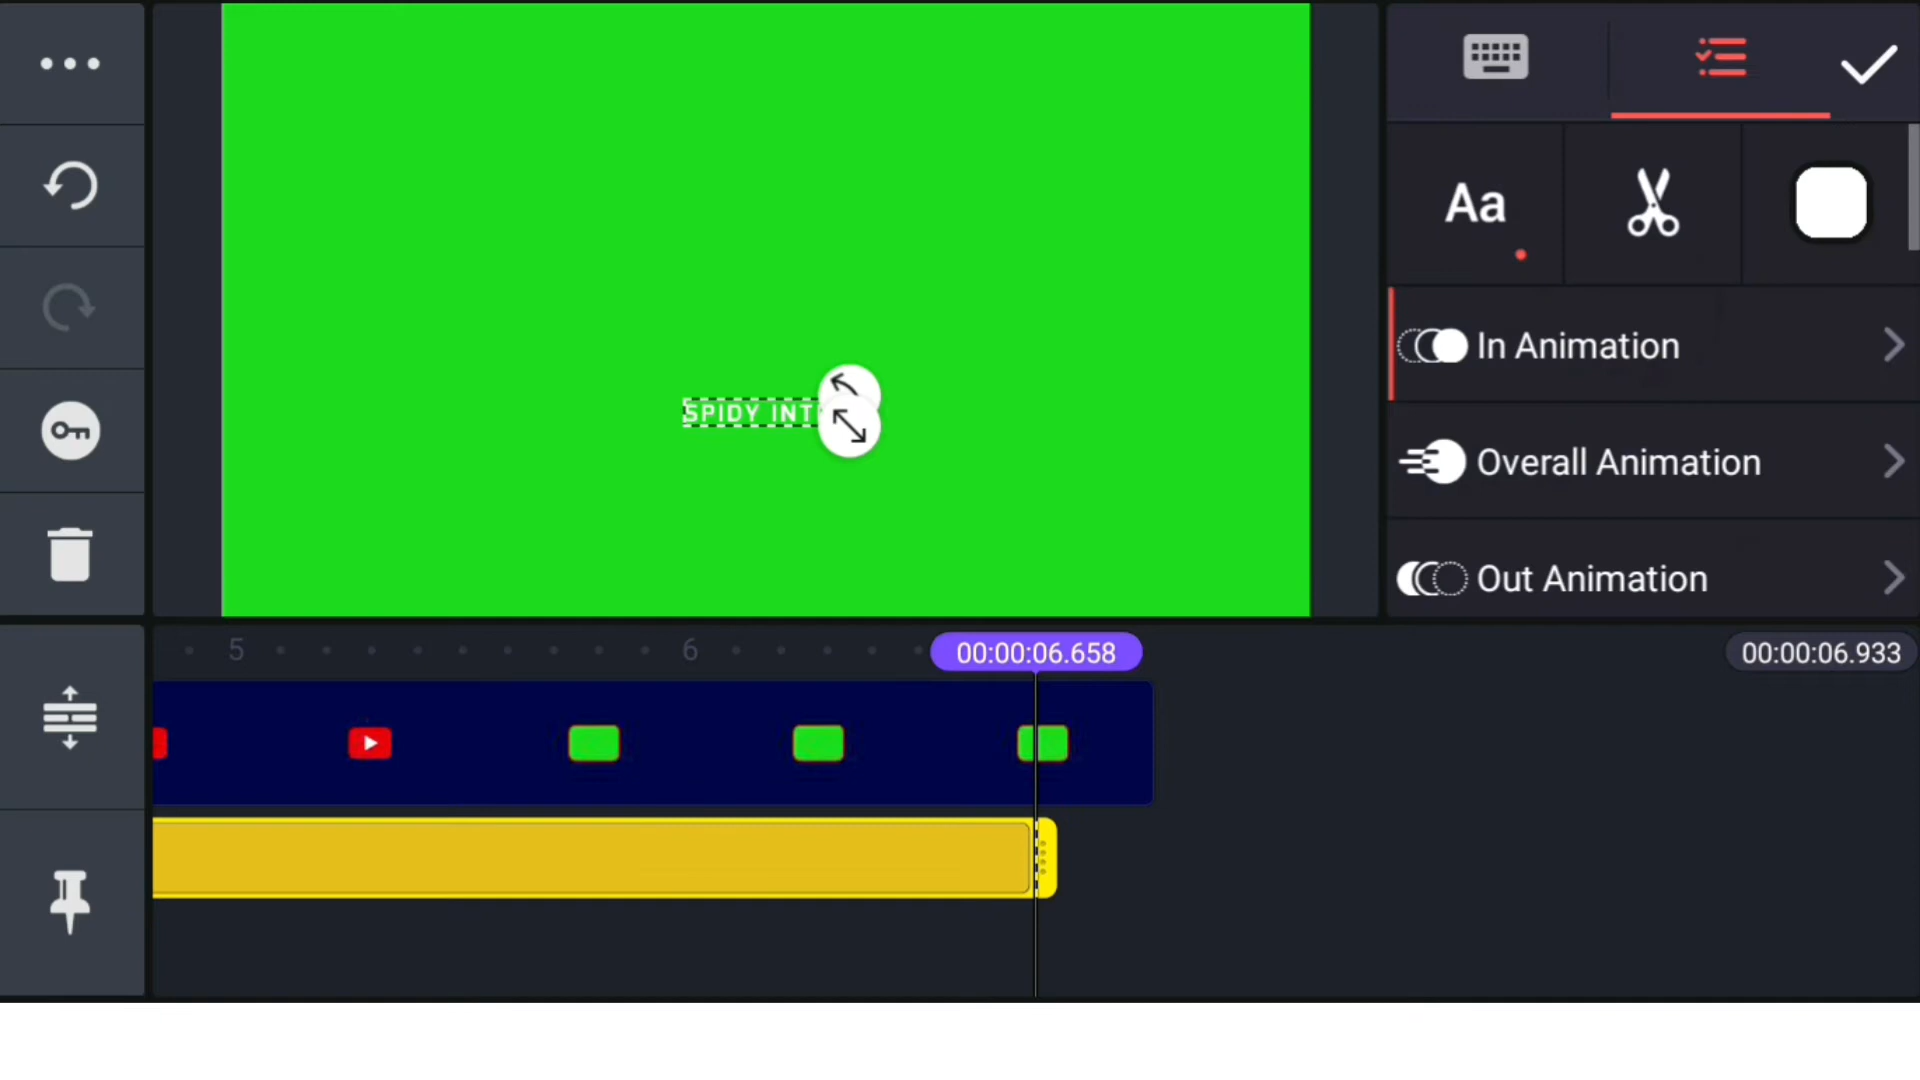 Aa
In Animation
SPIDY INT
Overall Animation
Out Animation
5
6
00:00:06.658
00:00:06.933